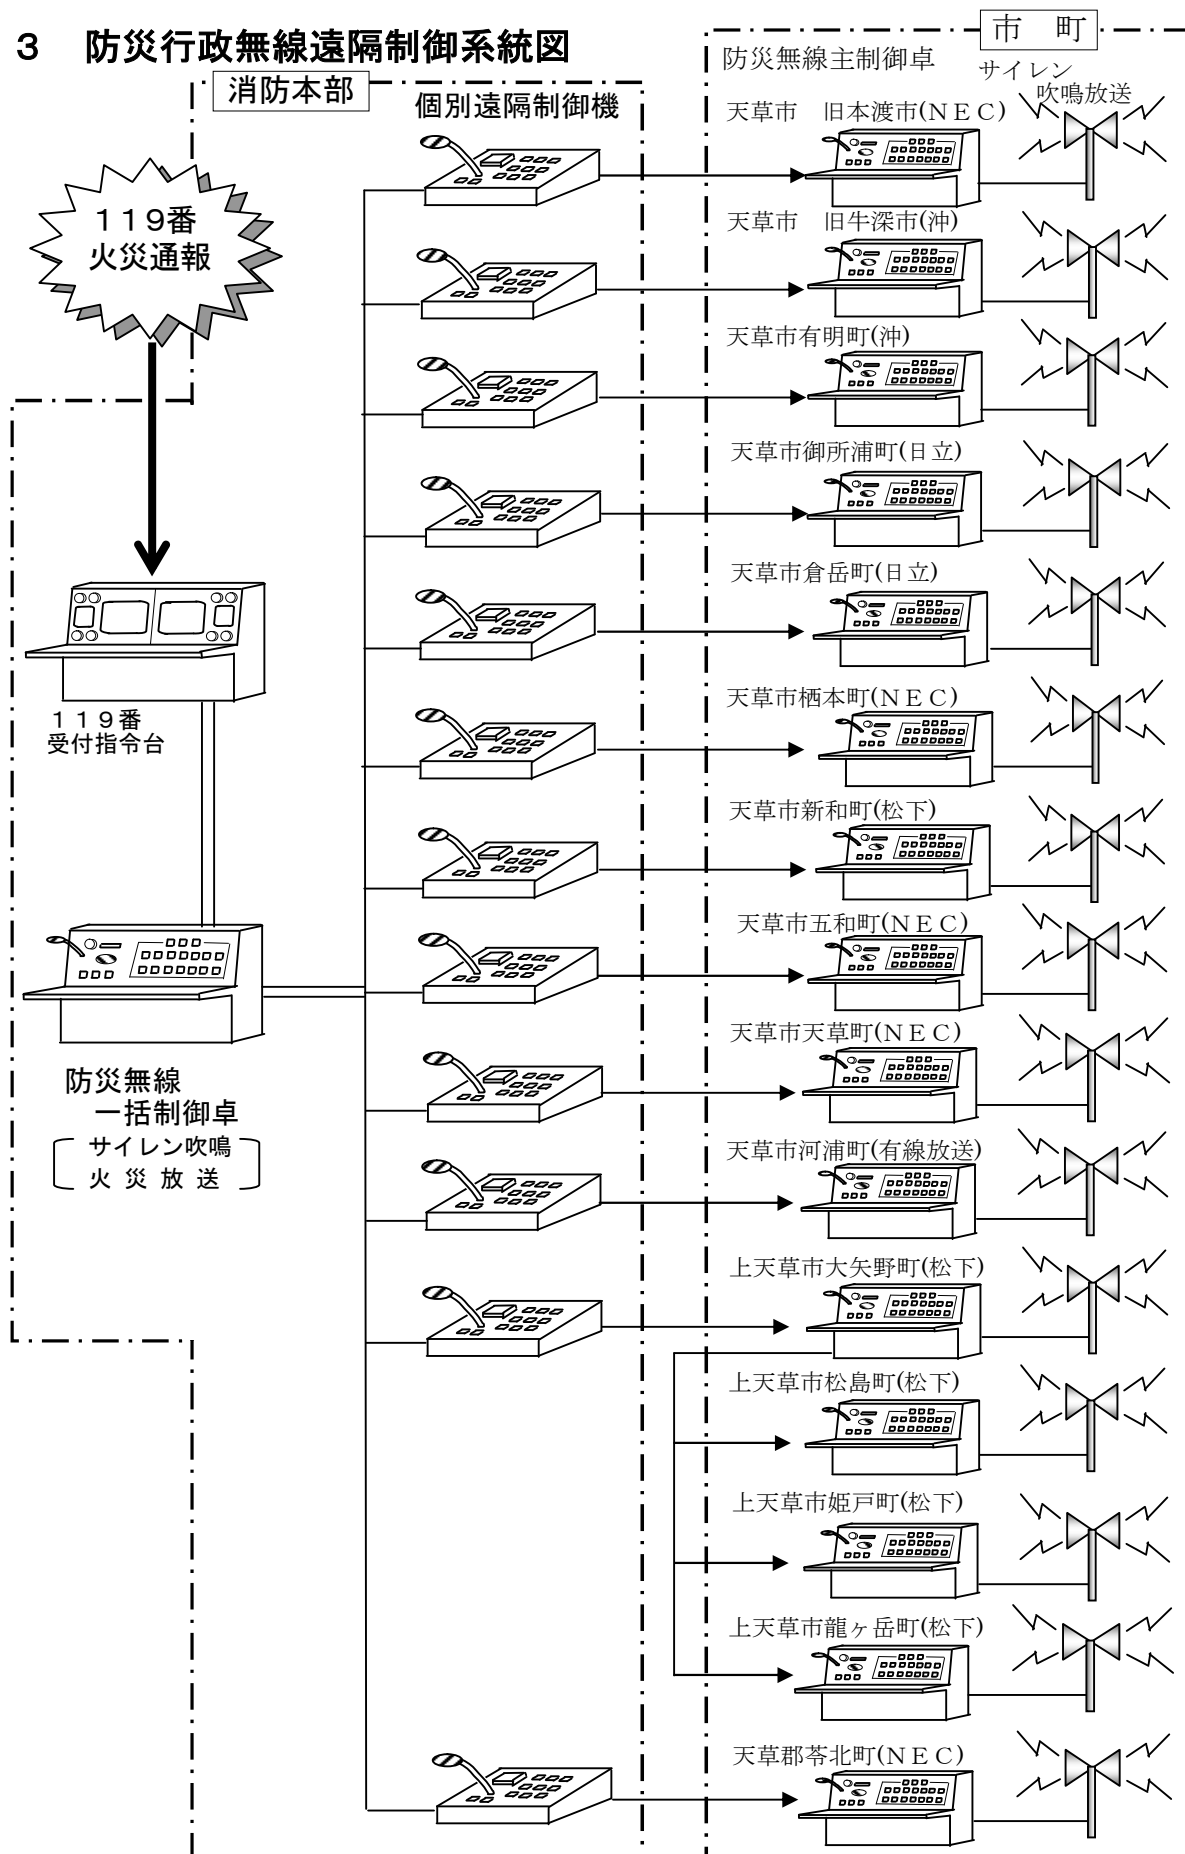 ３　防災行政無線遠隔制御系統図
市　町
消防本部
個別遠隔制御機
防災無線主制御卓
サイレン
吹鳴放送
１１９番
火災通報
１１９番
受付指令台
防災無線
一括制御卓
サイレン吹鳴
火 災 放 送
天草市　旧本渡市(ＮＥＣ)
天草市　旧牛深市(沖)
天草市有明町(沖)
天草市御所浦町(日立)
天草市倉岳町(日立)
天草市栖本町(ＮＥＣ)
天草市新和町(松下)
天草市五和町(ＮＥＣ)
天草市天草町(ＮＥＣ)
天草市河浦町(有線放送)
上天草市大矢野町(松下)
上天草市松島町(松下)
上天草市姫戸町(松下)
上天草市龍ヶ岳町(松下)
天草郡苓北町(ＮＥＣ)